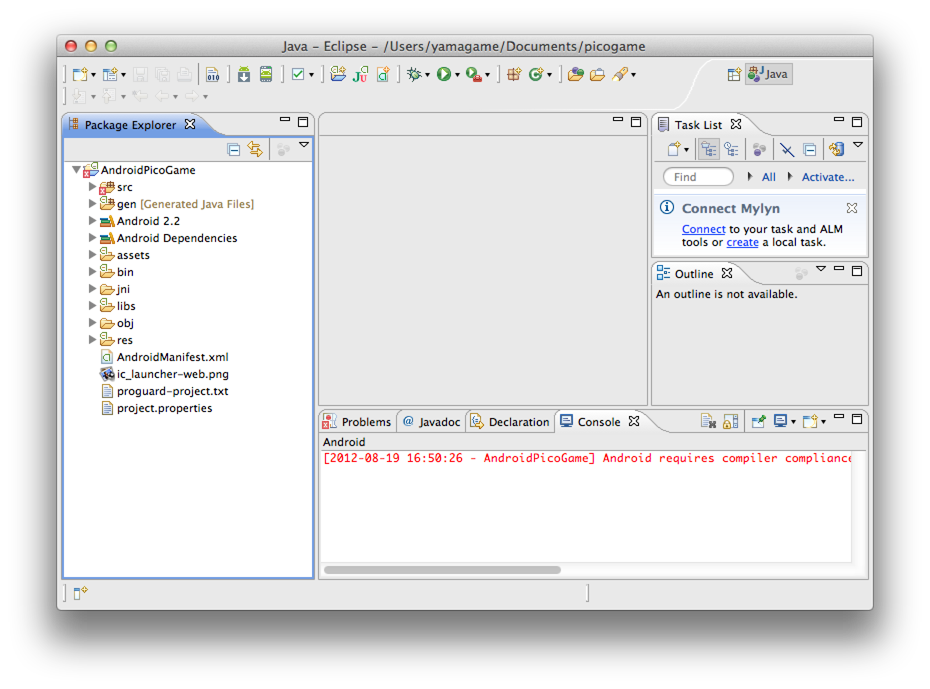 Java – Eclipse – /Users/yamagame/Documents/picogame
010
Ju
Java
Package Explorer
AndroidPicoGame
src
gen [Generated Java Files]
Android 2.2
Android Dependencies
assets
bin
jni
libs
obj
res
AndroidManifest.xml
ic_launcher-web.png
proguard-project.txt
project.properties
Task List
Find
All
Activate...
Connect Mylyn
Connect to your task and ALM
tools or create a local task.
Outline
An outline is not available.
Problems
@ Javadoc
Declaration
Console
Android
[2012-08-19 16:50:26 - AndroidPicoGame] Android requires compiler compliance